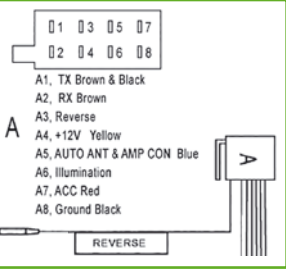 1 3 5 7
2 4 6 8
A
A1, TX Brown & Black
A2, RX Brown
A3, Reverse
A4, +12V Yellow
A5, AUTO ANT & AMP CON Blue
A6, Illumination
A7, ACC Red
A8, Ground Black
A
REVERSE